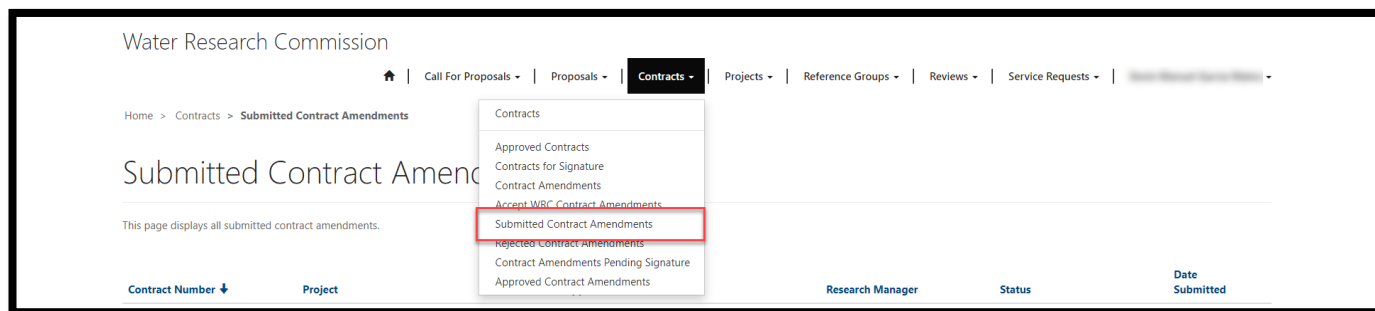 Water Research Commission
Call For Proposals | Proposals | Contracts | Projects | Reference Groups | Reviews | Service Requests |
Home > Contracts > Submitted Contract Amendments
Contracts
Approved Contracts
Submitted Contract Amen
Contracts for Signature
Contract Amendments
Accept WRC Contract Amendments
This page displays all submitted contract amendments.
Submitted Contract Amendments
Rejected Contract Amendments
Contract Amendments Pending Signature
Approved Contract Amendments
Contract Number Project Research Manager Status Date Submitted